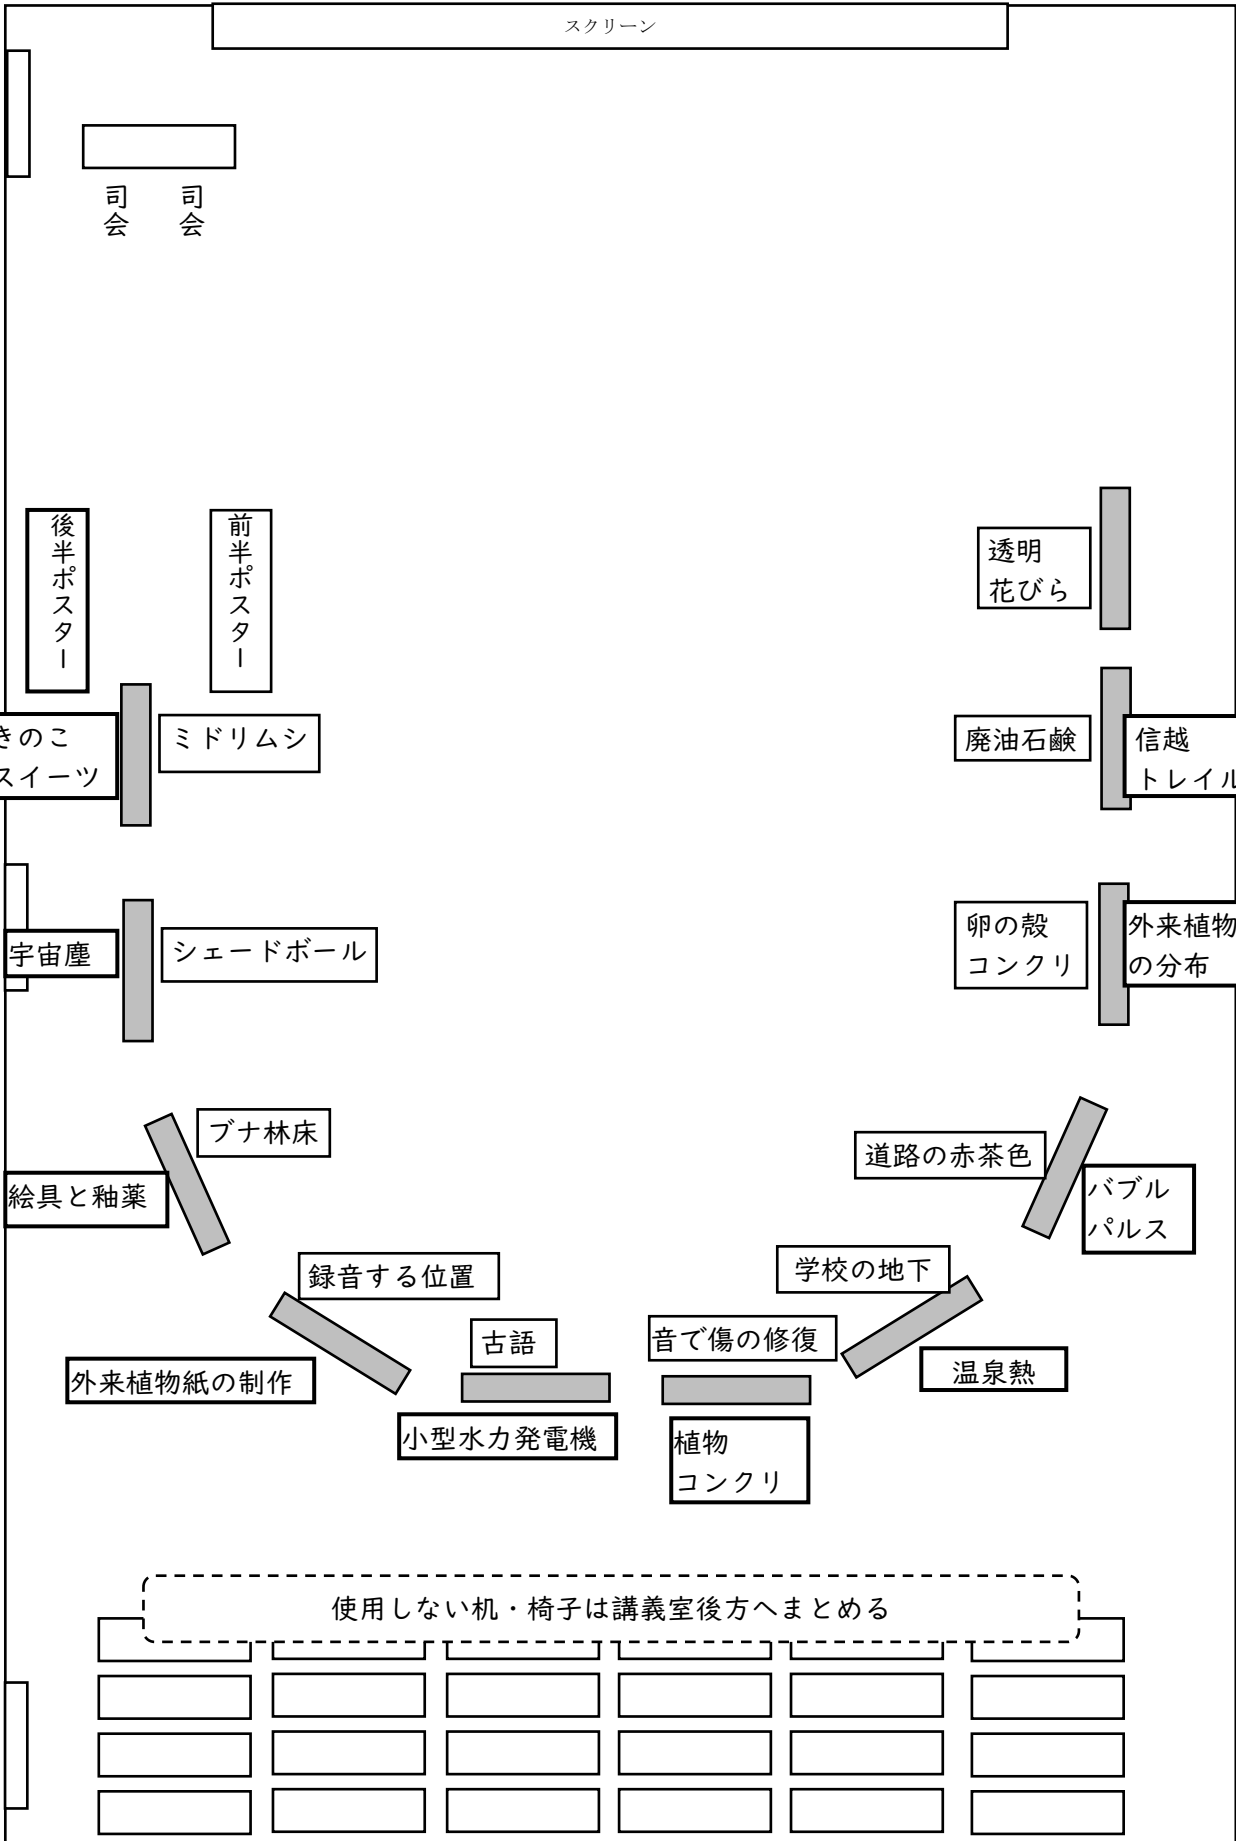 スクリーン
司会
司会
後半ポスター
前半ポスター
透明
花びら
きのこ
スイーツ
ミドリムシ
廃油石鹸
信越
トレイル
宇宙塵
シェードボール
卵の殻
コンクリ
外来植物
の分布
ブナ林床
絵具と釉薬
道路の赤茶色
バブル
パルス
録音する位置
学校の地下
古語
音で傷の修復
外来植物紙の制作
温泉熱
小型水力発電機
植物
コンクリ
使用しない机・椅子は講義室後方へまとめる